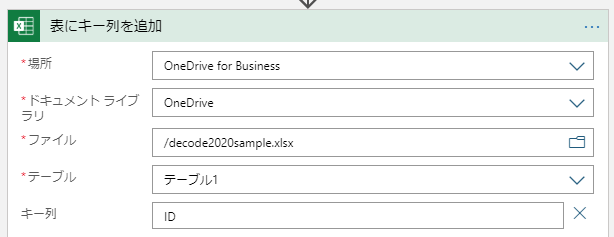 表にキー列を追加
*場所
OneDrive for Business
*ドキュメント ライブ
ラリ
OneDrive
*ファイル
/decode2020sample.xlsx
*テーブル
テーブル1
キー列
ID